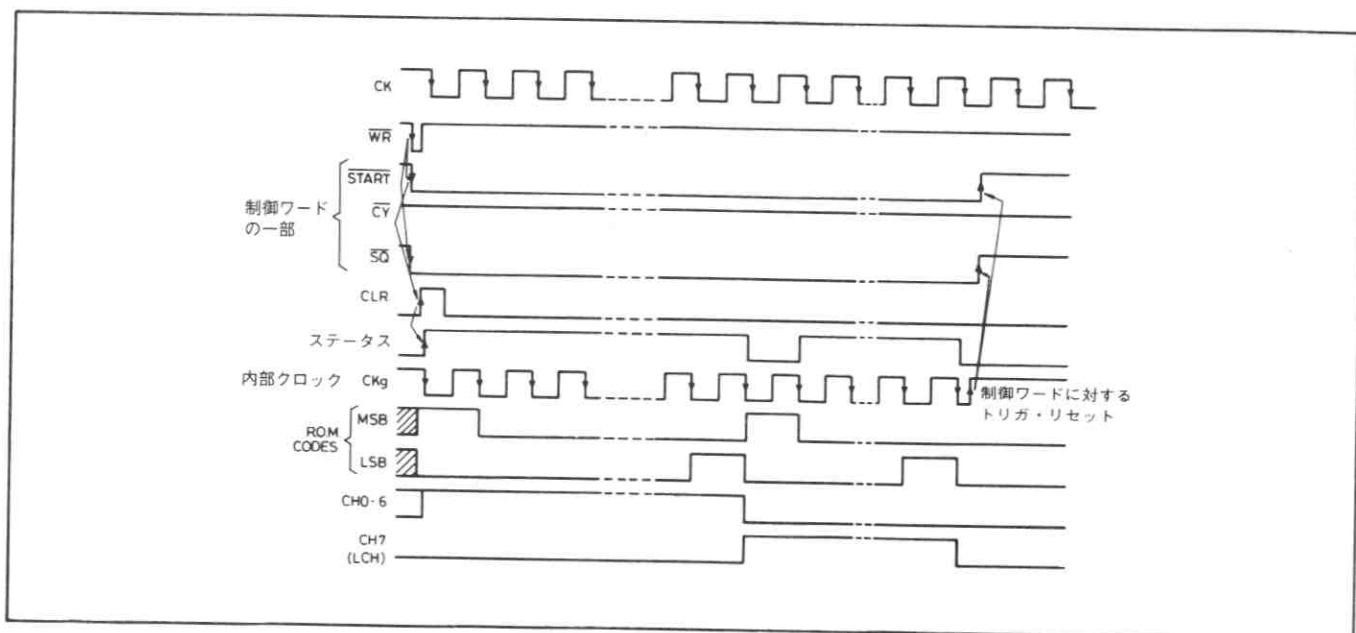 CK
WR
START
制御ワード
の一部
CY
SQ
CLR
ステータス
内部クロック CKg
制御ワードに対する
トリガ・リセット
MSB
ROM
CODES
LSB
CH0-6
CH7
(LCH)